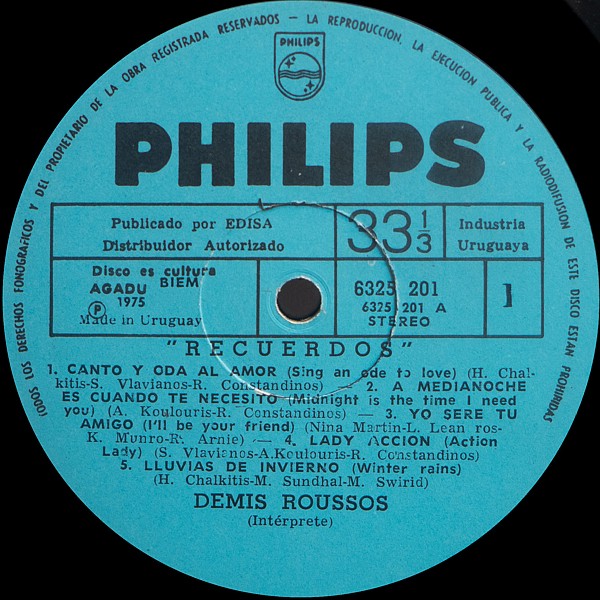 TODOS LOS DERECHOS FONOGRAFICOS Y DEL PROPIETARIO DE LA OBRA REGISTRADA RESERVADOS — LA REPRODUCCION, LA EJECUCION PUBLICA Y LA RADIODIFUSION DE ESTE DISCO ESTAN PROHIBIDAS
PHILIPS
PHILIPS
Publicado por EDISA
Distribuidor Autorizado
33 1/3
Industria
Uruguaya
Disco es cultura
AGADU BIEM
Ⓟ 1975
Made in Uruguay
6325 201
6325 201 A
STEREO
1
"RECUERDOS"
1. CANTO Y ODA AL AMOR (Sing an ode to love) (H. Chal-
kitis-S. Vlavianos-R. Constandinos) — 2. A MEDIANOCHE
ES CUANDO TE NECESITO (Midnight is the time I need
you) (A. Koulouris-R. Constandinos) — 3. YO SERE TU
AMIGO (I'll be your friend) (Nina Martin-L. Lean ros-
K. Munro-R. Arnie) — 4. LADY ACCION (Action
Lady) (S. Vlavianos-A.Koulouris-R. Constandinos)
5. LLUVIAS DE INVIERNO (Winter rains)
(H. Chalkitis-M. Sundhal-M. Swirid)
DEMIS ROUSSOS
(Intérprete)